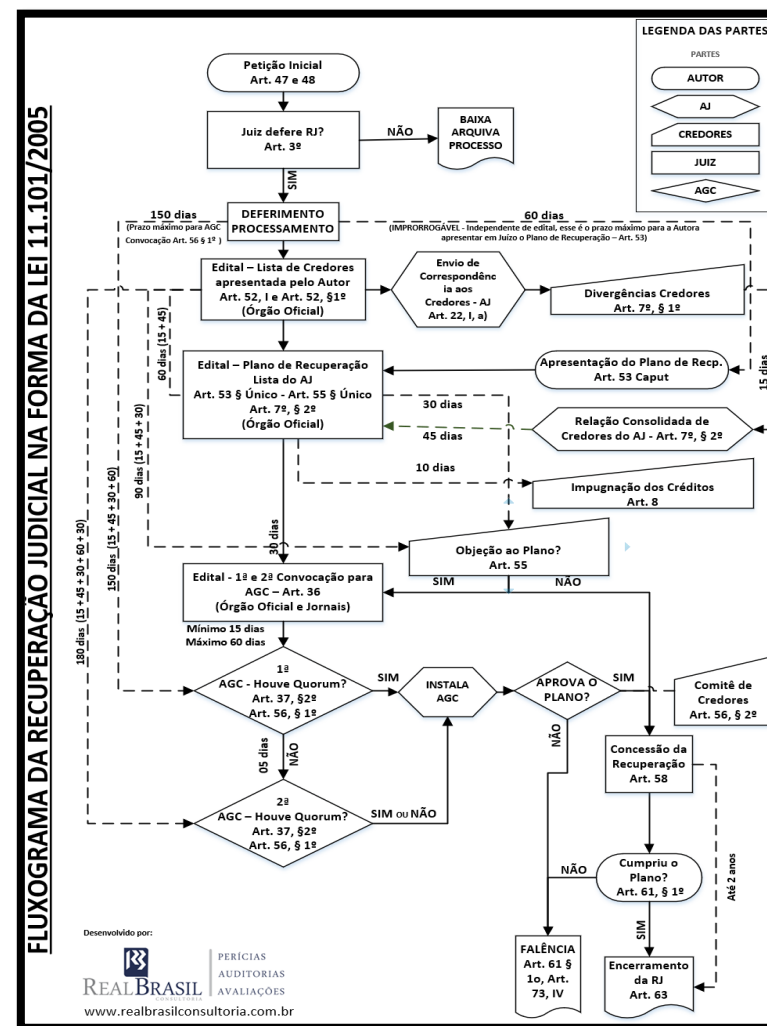 FLUXOGRAMA DA RECUPERAÇÃO JUDICIAL NA FORMA DA LEI 11.101/2005
LEGENDA DAS PARTES
PARTES
AUTOR
AJ
CREDORES
JUIZ
AGC
Petição Inicial
Art. 47 e 48
Juiz defere RJ?
Art. 3º
NÃO
BAIXA
ARQUIVA
PROCESSO
SIM
DEFERIMENTO
PROCESSAMENTO
150 dias
(Prazo máximo para AGC
Convocação Art. 56 § 1º )
60 dias
(IMPRORROGÁVEL - Independente de edital, esse é o prazo máximo para a Autora
apresentar em Juízo o Plano de Recuperação – Art. 53)
Edital – Lista de Credores
apresentada pelo Autor
Art. 52, I e Art. 52, §1º
(Órgão Oficial)
Envio de
Correspondênc
ia aos
Credores - AJ
Art. 22, I, a)
Divergências Credores
Art. 7º, § 1º
15 dias
60 dias (15 + 45)
Edital – Plano de Recuperação
Lista do AJ
Art. 53 § Único - Art. 55 § Único
Art. 7º, § 2º
(Órgão Oficial)
Apresentação do Plano de Recp.
Art. 53 Caput
30 dias
45 dias
Relação Consolidada de
Credores do AJ - Art. 7º, § 2º
10 dias
Impugnação dos Créditos
Art. 8
90 dias (15 + 45 + 30)
150 dias (15 + 45 + 30 + 60)
180 dias (15 + 45 + 30 + 60 + 30)
30 dias
Objeção ao Plano?
Art. 55
SIM
NÃO
Edital - 1ª e 2ª Convocação para
AGC – Art. 36
(Órgão Oficial e Jornais)
Mínimo 15 dias
Máximo 60 dias
1ª
AGC - Houve Quorum?
Art. 37, §2º
Art. 56, § 1º
SIM
INSTALA
AGC
APROVA O
PLANO?
SIM
Comitê de
Credores
Art. 56, § 2º
NÃO
05 dias
NÃO
Concessão da
Recuperação
Art. 58
2ª
AGC – Houve Quorum?
Art. 37, §2º
Art. 56, § 1º
SIM OU NÃO
NÃO
Cumpriu o
Plano?
Art. 61, § 1º
Até 2 anos
SIM
FALÊNCIA
Art. 61 §
1o, Art.
73, IV
Encerramento
da RJ
Art. 63
Desenvolvido por:
REALBRASIL
CONSULTORIA
PERÍCIAS
AUDITORIAS
AVALIAÇÕES
www.realbrasilconsultoria.com.br